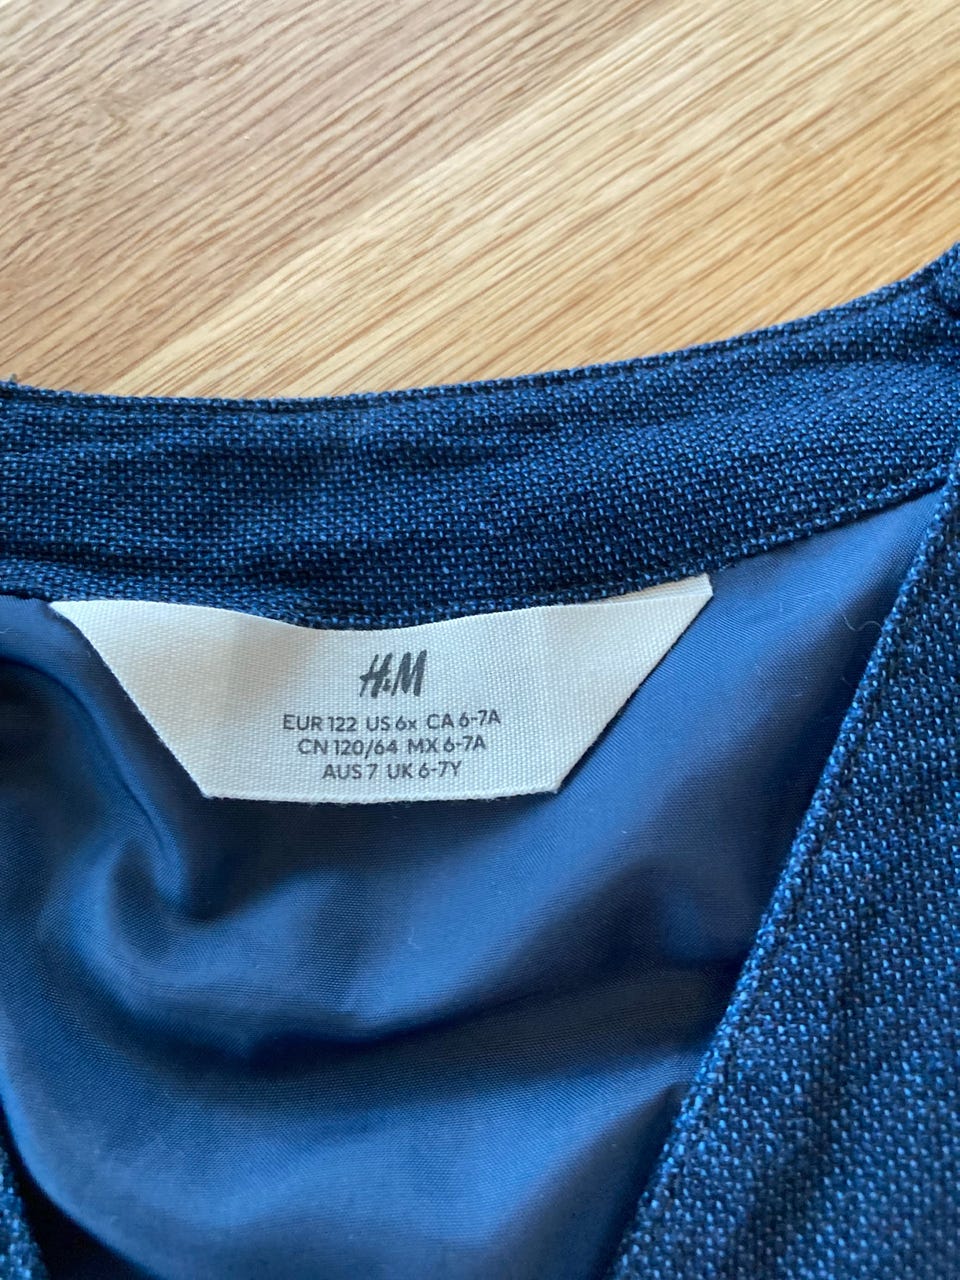 H&M
EUR 122 US 6x CA 6-7A
CN 120/64 MX 6-7A
AUS 7 UK 6-7Y